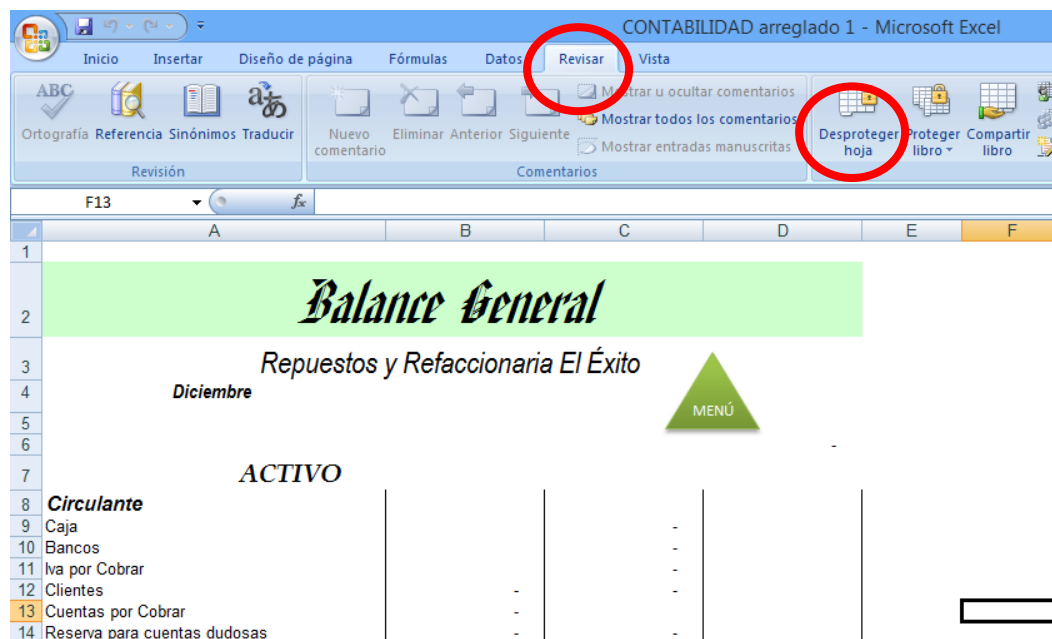 CONTABILIDAD arreglado 1 - Microsoft Excel
Inicio Insertar Diseño de página Fórmulas Datos Revisar Vista
ABC
Ortografía Referencia Sinónimos Traducir
Nuevo comentario Eliminar Anterior Siguiente
Mostrar u ocultar comentarios
Mostrar todos los comentarios
Mostrar entradas manuscritas
Desproteger hoja Proteger libro Compartir libro
Revisión Comentarios
F13 fx
A B C D E F
1
2 Balance General
3 Repuestos y Refaccionaria El Éxito
4 Diciembre
MENÚ
5
6 -
7 ACTIVO
8 Circulante
9 Caja -
10 Bancos -
11 Iva por Cobrar -
12 Clientes - -
13 Cuentas por Cobrar -
14 Reserva para cuentas dudosas - -